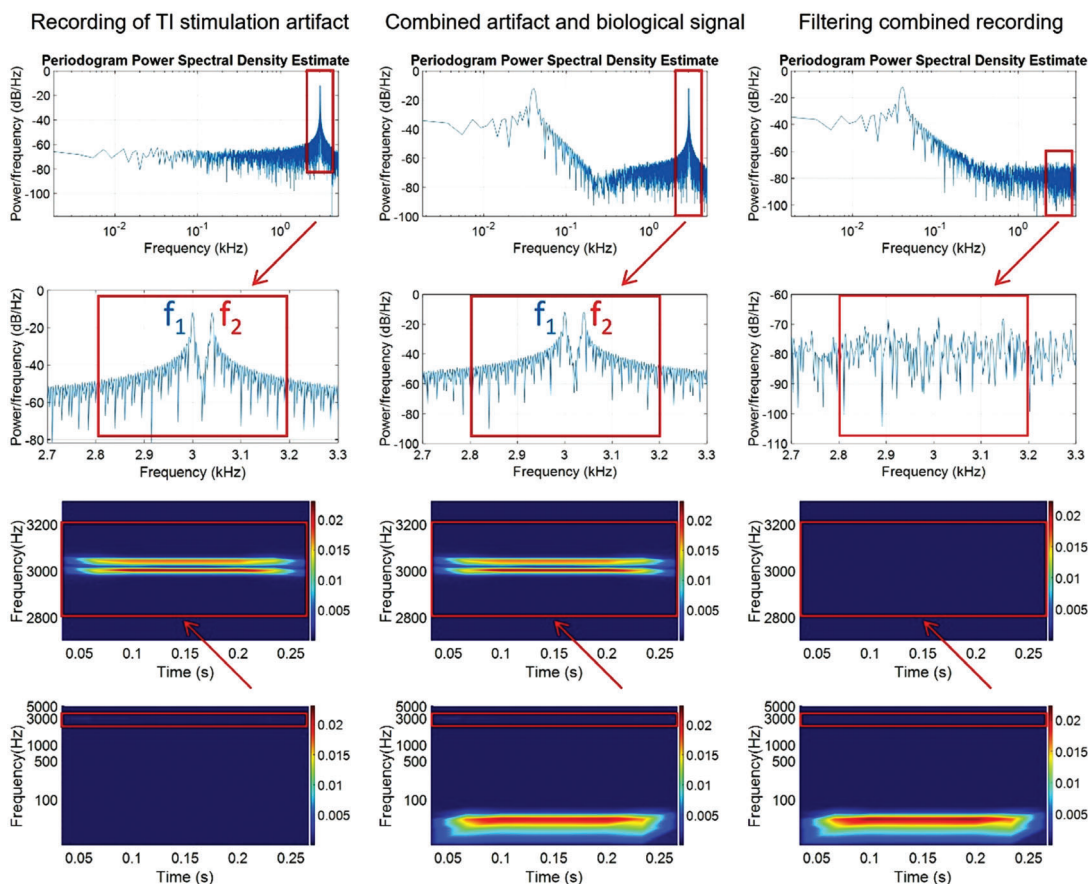 Recording of TI stimulation artifact
Combined artifact and biological signal
Filtering combined recording
Periodogram Power Spectral Density Estimate
Power/frequency (dB/Hz)
0
-20
-40
-60
-80
-100
10-2
10-1
100
Frequency (kHz)
Periodogram Power Spectral Density Estimate
Power/frequency (dB/Hz)
0
-20
-40
-60
-80
-100
10-2
10-1
100
Frequency (kHz)
Periodogram Power Spectral Density Estimate
Power/frequency (dB/Hz)
0
-20
-40
-60
-80
-100
10-2
10-1
100
Frequency (kHz)
Power/frequency (dB/Hz)
0
-20
-40
-60
-80
f1 f2
2.7 2.8 2.9 3 3.1 3.2 3.3
Frequency (kHz)
Power/frequency (dB/Hz)
0
-20
-40
-60
-80
-100
f1 f2
2.7 2.8 2.9 3 3.1 3.2 3.3
Frequency (kHz)
Power/frequency (dB/Hz)
-60
-70
-80
-90
-100
-110
2.7 2.8 2.9 3 3.1 3.2 3.3
Frequency (kHz)
Frequency(Hz)
3200
3000
2800
0.02
0.015
0.01
0.005
0.05 0.1 0.15 0.2 0.25
Time (s)
Frequency(Hz)
3200
3000
2800
0.02
0.015
0.01
0.005
0.05 0.1 0.15 0.2 0.25
Time (s)
Frequency(Hz)
3200
3000
2800
0.02
0.015
0.01
0.005
0.05 0.1 0.15 0.2 0.25
Time (s)
Frequency(Hz)
5000
3000
1000
500
100
0.02
0.015
0.01
0.005
0.05 0.1 0.15 0.2 0.25
Time (s)
Frequency(Hz)
5000
3000
1000
500
100
0.02
0.015
0.01
0.005
0.05 0.1 0.15 0.2 0.25
Time (s)
Frequency(Hz)
5000
3000
1000
500
100
0.02
0.015
0.01
0.005
0.05 0.1 0.15 0.2 0.25
Time (s)